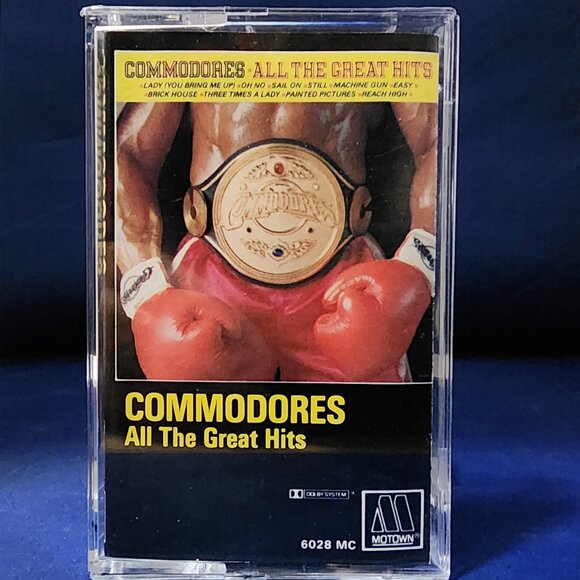 COMMODORES • ALL THE GREAT HITS
• LADY (YOU BRING ME UP) • OH NO • SAIL ON • STILL • MACHINE GUN • EASY •
• BRICK HOUSE • THREE TIMES A LADY • PAINTED PICTURES • REACH HIGH •
COMMODORES
COMMODORES
All The Great Hits
DOLBY SYSTEM
MOTOWN®
6028 MC